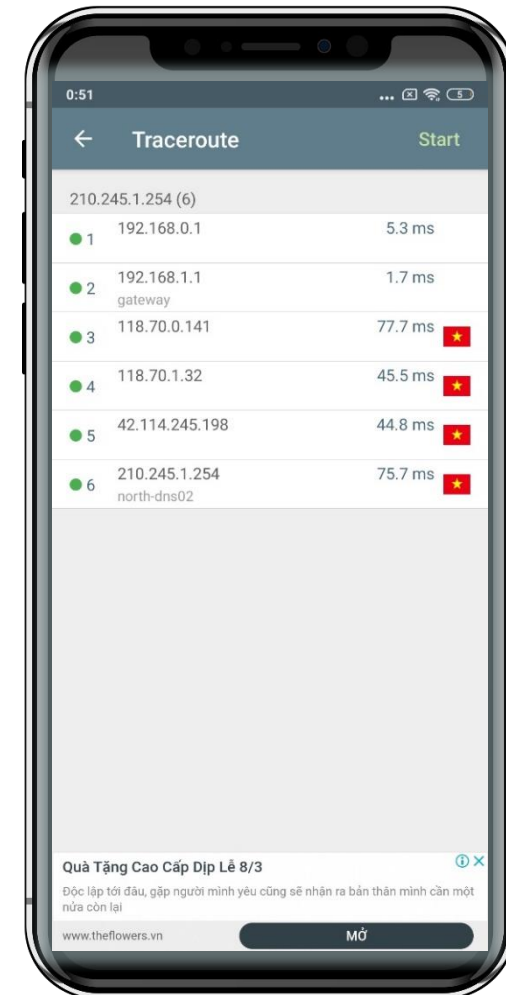 0:51 ... 5
Traceroute Start
210.245.1.254 (6)
1 192.168.0.1 5.3 ms
2 192.168.1.1 1.7 ms
gateway
3 118.70.0.141 77.7 ms
4 118.70.1.32 45.5 ms
5 42.114.245.198 44.8 ms
6 210.245.1.254 75.7 ms
north-dns02
Quà Tặng Cao Cấp Dịp Lễ 8/3
Độc lập tới đâu, gặp người mình yêu cũng sẽ nhận ra bản thân mình cần một
nửa còn lại
www.theflowers.vn MỞ